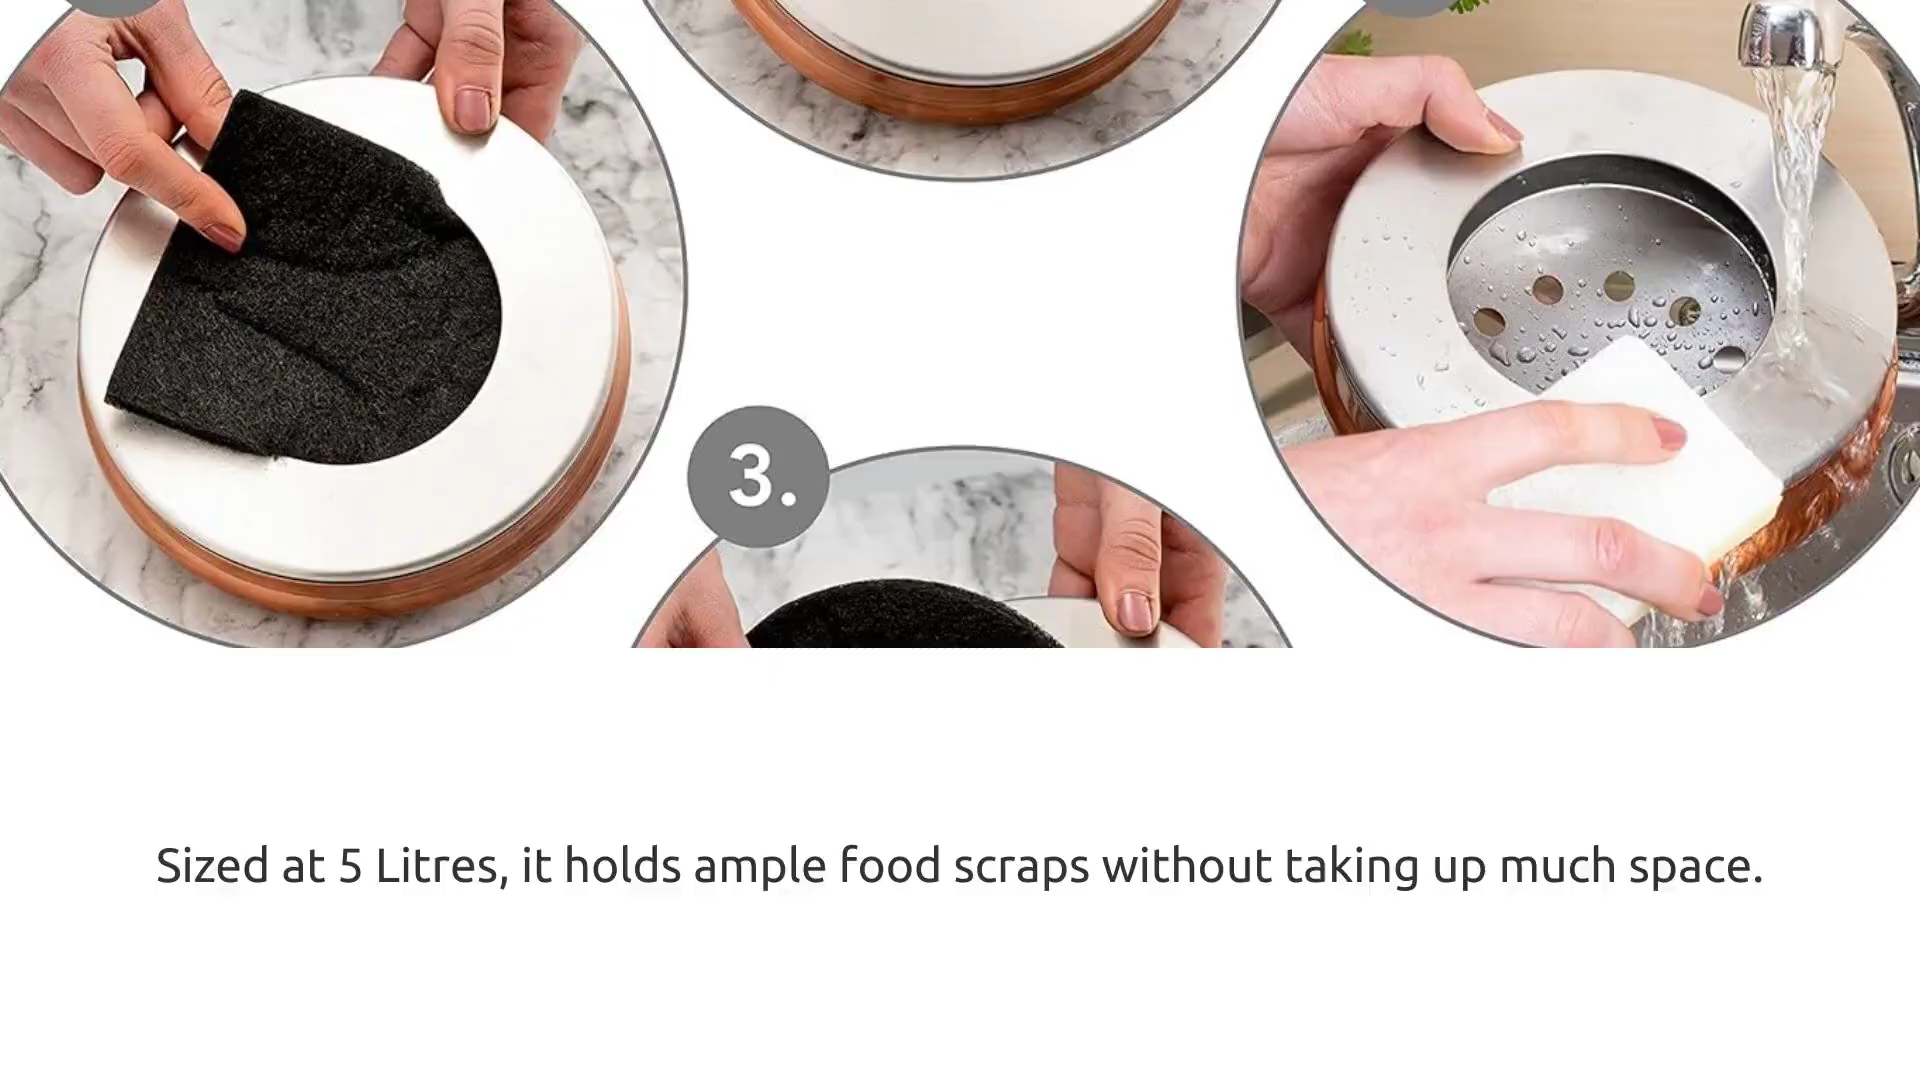 3.
Sized at 5 Litres, it holds ample food scraps without taking up much space.